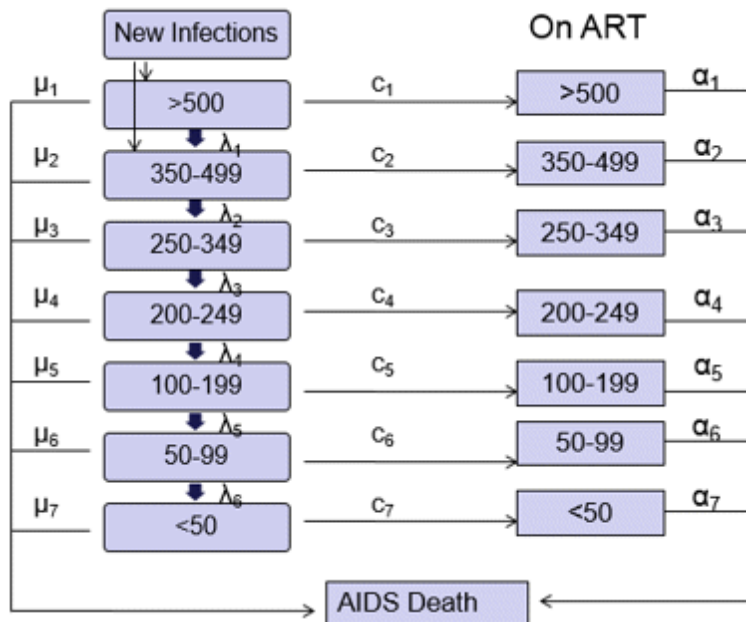 New Infections
On ART
μ1
>500
c1
>500
α1
λ1
μ2
350-499
c2
350-499
α2
λ2
μ3
250-349
c3
250-349
α3
λ3
μ4
200-249
c4
200-249
α4
λ4
μ5
100-199
c5
100-199
α5
λ5
μ6
50-99
c6
50-99
α6
λ6
μ7
<50
c7
<50
α7
AIDS Death